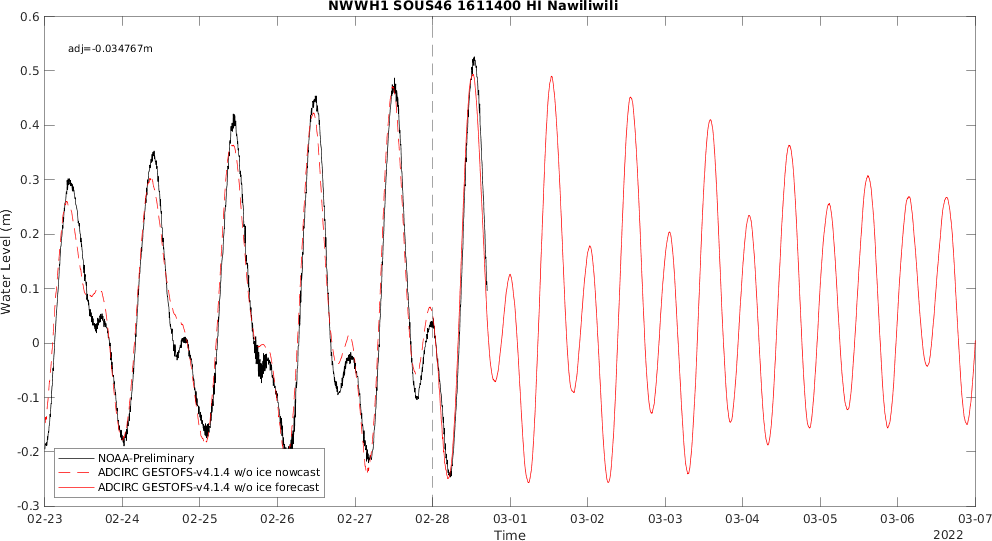 NWWH1 SOUS46 1611400 HI Nawiliwili
adj=-0.034767m
0.6
0.5
0.4
0.3
0.2
0.1
0
-0.1
-0.2
-0.3
Water Level (m)
NOAA-Preliminary
ADCIRC GESTOFS-v4.1.4 w/o ice nowcast
ADCIRC GESTOFS-v4.1.4 w/o ice forecast
02-23 02-24 02-25 02-26 02-27 02-28 03-01 03-02 03-03 03-04 03-05 03-06 03-07
Time
2022